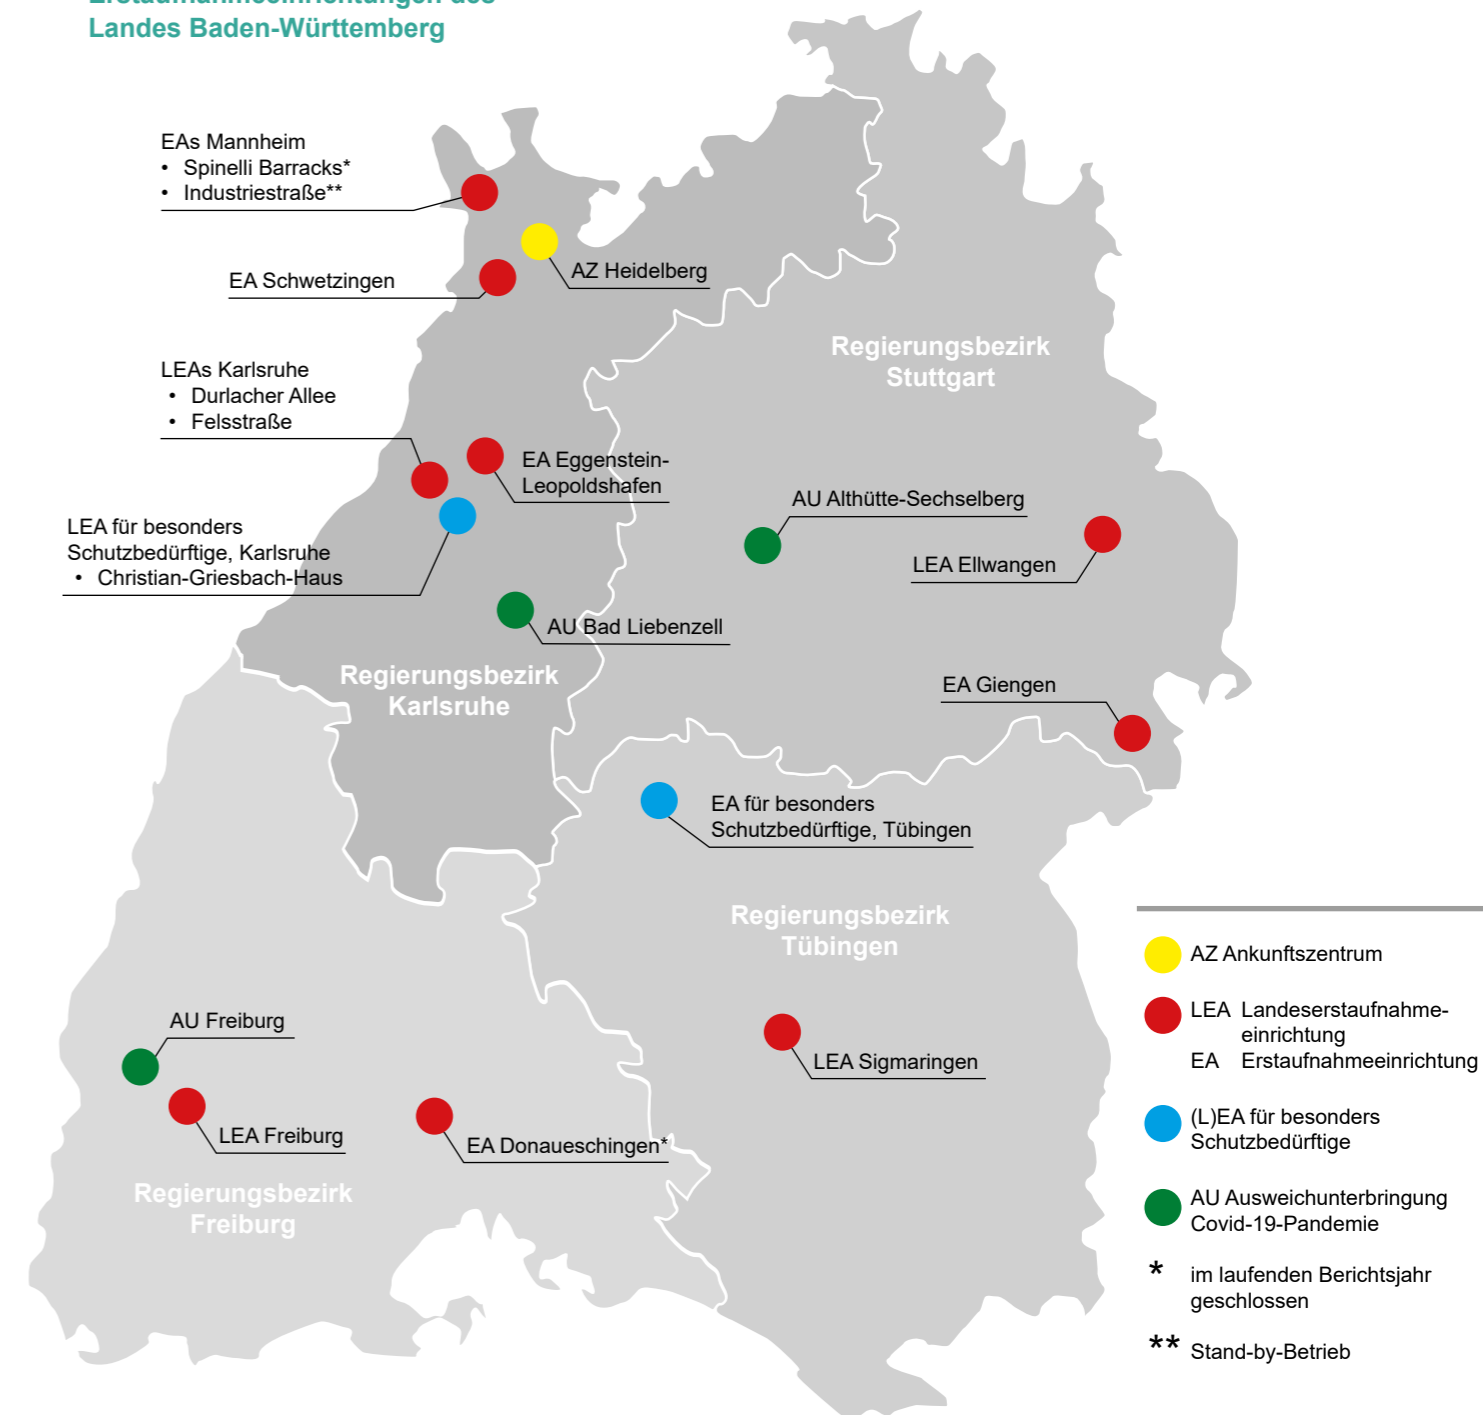 Erstaufnahmeeinrichtungen des
Landes Baden-Württemberg
EAs Mannheim
• Spinelli Barracks*
• Industriestraße**
AZ Heidelberg
EA Schwetzingen
Regierungsbezirk
Stuttgart
LEAs Karlsruhe
• Durlacher Allee
• Felsstraße
EA Eggenstein-
Leopoldshafen
AU Althütte-Sechselberg
LEA für besonders
Schutzbedürftige, Karlsruhe
• Christian-Griesbach-Haus
LEA Ellwangen
AU Bad Liebenzell
Regierungsbezirk
Karlsruhe
EA Giengen
EA für besonders
Schutzbedürftige, Tübingen
Regierungsbezirk
Tübingen
AU Freiburg
LEA Sigmaringen
LEA Freiburg
EA Donaueschingen*
Regierungsbezirk
Freiburg
AZ Ankunftszentrum
LEA Landeserstaufnahme-
einrichtung
EA Erstaufnahmeeinrichtung
(L)EA für besonders
Schutzbedürftige
AU Ausweichunterbringung
Covid-19-Pandemie
* im laufenden Berichtsjahr
geschlossen
** Stand-by-Betrieb